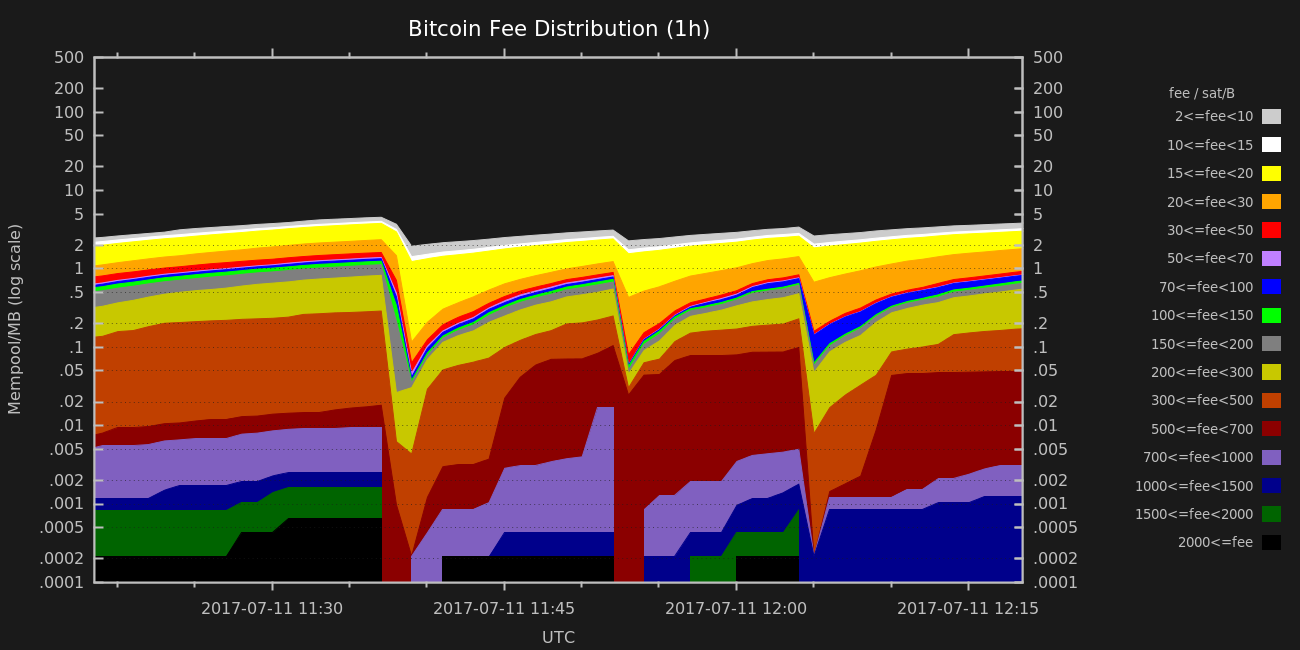 Bitcoin Fee Distribution (1h)
500 500
200 200
100 100
50 50
20 20
10 10
5 5
2 2
1 1
.5 .5
.2 .2
.1 .1
.05 .05
.02 .02
.01 .01
.005 .005
.002 .002
.001 .001
.0005 .0005
.0002 .0002
.0001 .0001
Mempool/MB (log scale)
2017-07-11 11:30 2017-07-11 11:45 2017-07-11 12:00 2017-07-11 12:15
UTC
fee / sat/B
2<=fee<10
10<=fee<15
15<=fee<20
20<=fee<30
30<=fee<50
50<=fee<70
70<=fee<100
100<=fee<150
150<=fee<200
200<=fee<300
300<=fee<500
500<=fee<700
700<=fee<1000
1000<=fee<1500
1500<=fee<2000
2000<=fee